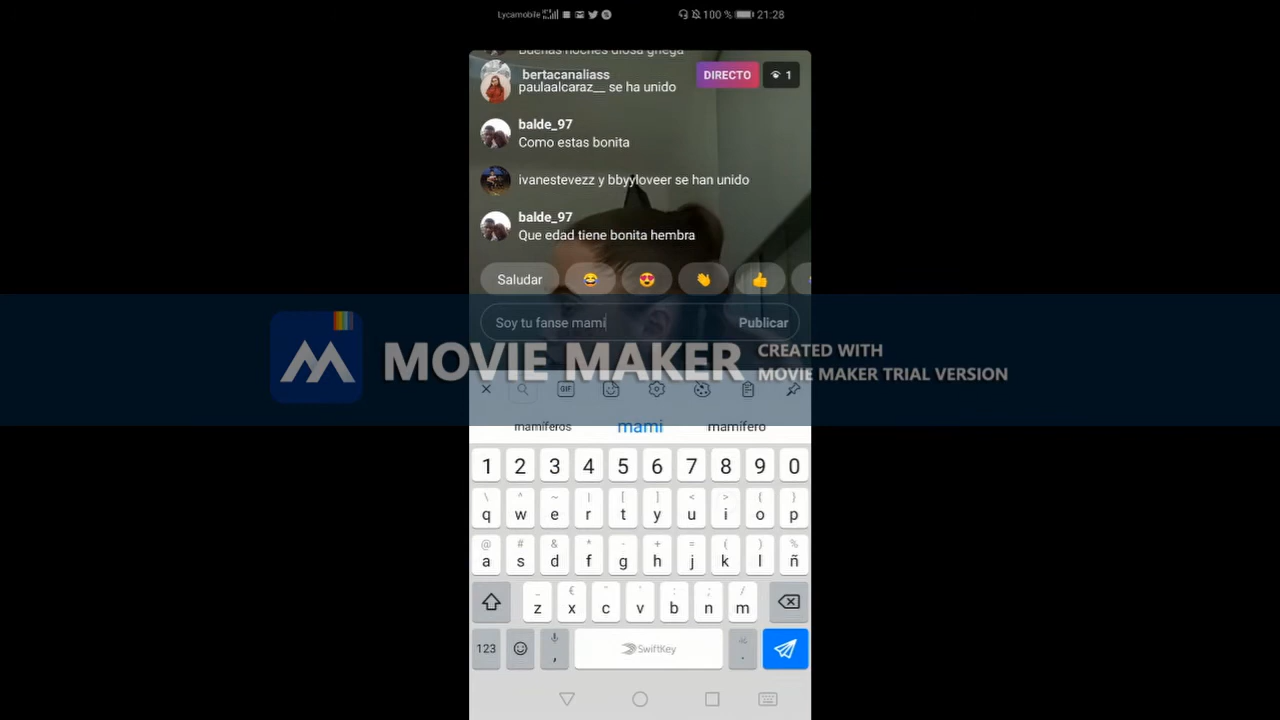 Lycamobile
100 % 21:28
Buenas noches diosa griega
bertacanaliass
DIRECTO
1
paulaalcaraz__ se ha unido
balde_97
Como estas bonita
ivanestevezz y bbyyloveer se han unido
balde_97
Que edad tiene bonita hembra
Saludar
Soy tu fanse mami
Publicar
MOVIE MAKER
CREATED WITH
MOVIE MAKER TRIAL VERSION
GIF
mamíferos mami mamífero
1 2 3 4 5 6 7 8 9 0
\ ^ ~ | [ ] < > { }
q w e r t y u i o p
@ # & * - + = ( ) %
a s d f g h j k l ñ
_ € " ' : ; /
z x c v b n m
123 , SwiftKey .